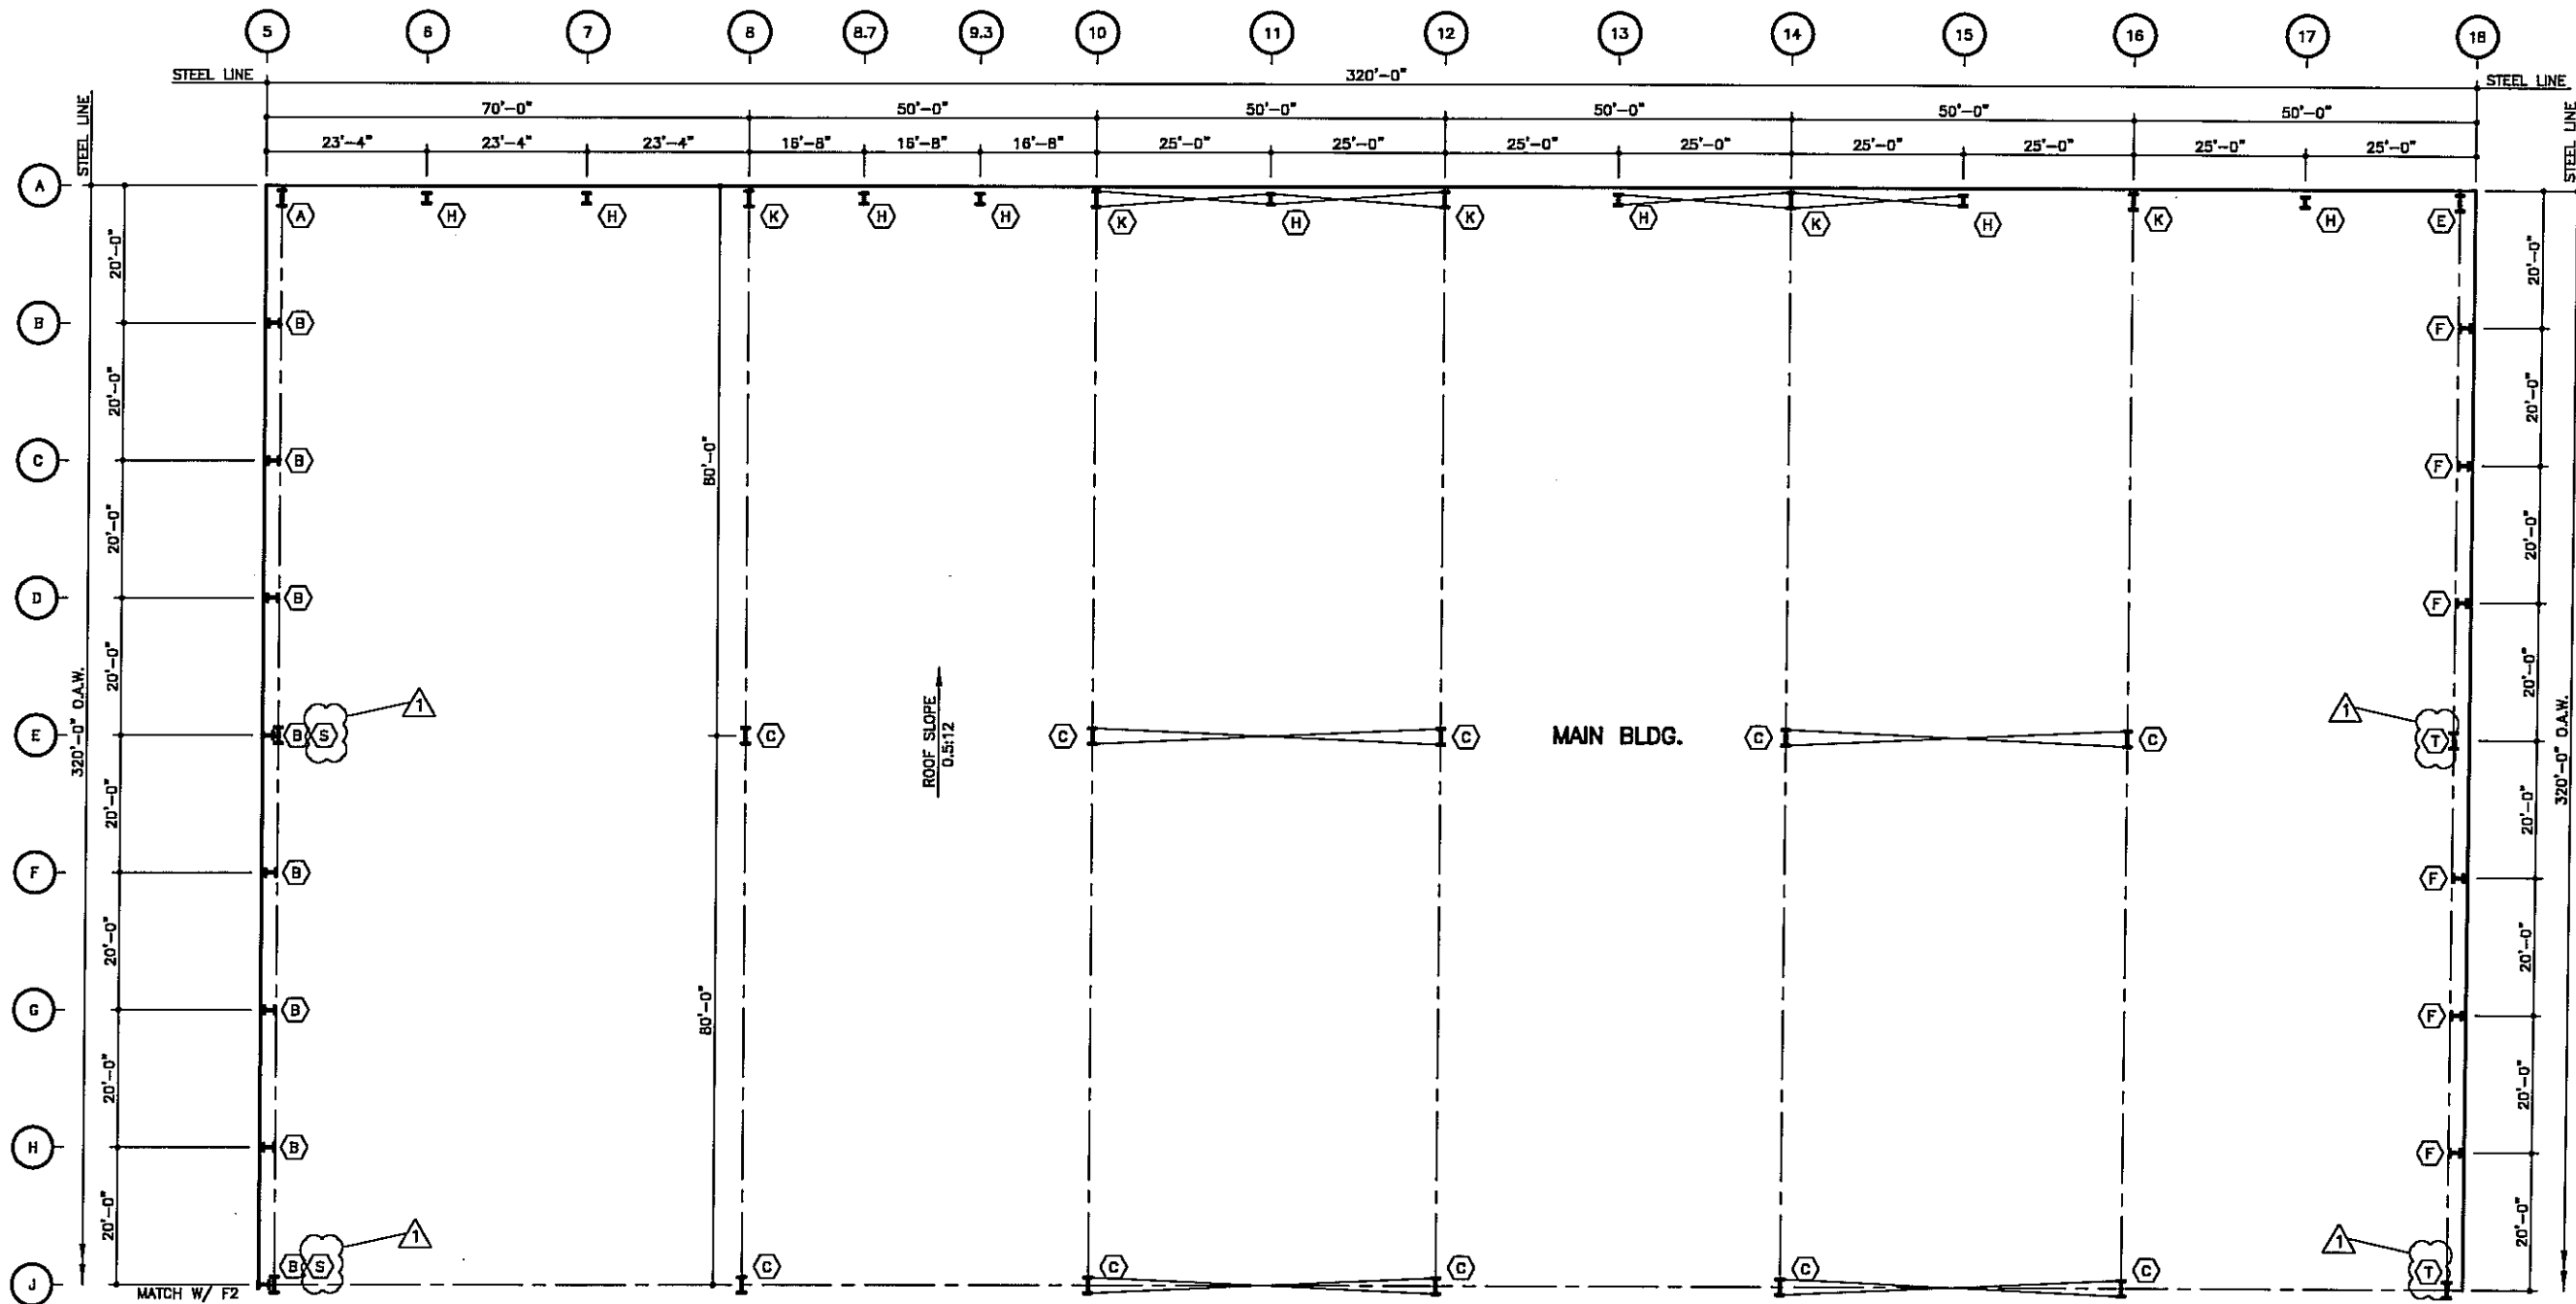 5 6 7 8 8.7 9.3 10 11 12 13 14 15 16 17 18
STEEL LINE 320'-0" STEEL LINE
70'-0" 50'-0" 50'-0" 50'-0" 50'-0" 50'-0"
23'-4" 23'-4" 23'-4" 16'-8" 16'-8" 16'-8" 25'-0" 25'-0" 25'-0" 25'-0" 25'-0" 25'-0" 25'-0" 25'-0"
STEEL LINE
STEEL LINE
A
A H H K H H K H K H K H K H E
20'-0"
20'-0"
B B F
20'-0"
20'-0"
80'-0"
C B F
20'-0"
20'-0"
D B F
20'-0"
20'-0"
320'-0" O.A.W.
320'-0" O.A.W.
1
1
ROOF SLOPE
0.5:12
E B S C C C MAIN BLDG. C C T
20'-0"
20'-0"
F B F
20'-0"
20'-0"
80'-0"
G B F
20'-0"
20'-0"
H B F
20'-0"
20'-0"
1
1
J B S C C C C C T
MATCH W/ F2